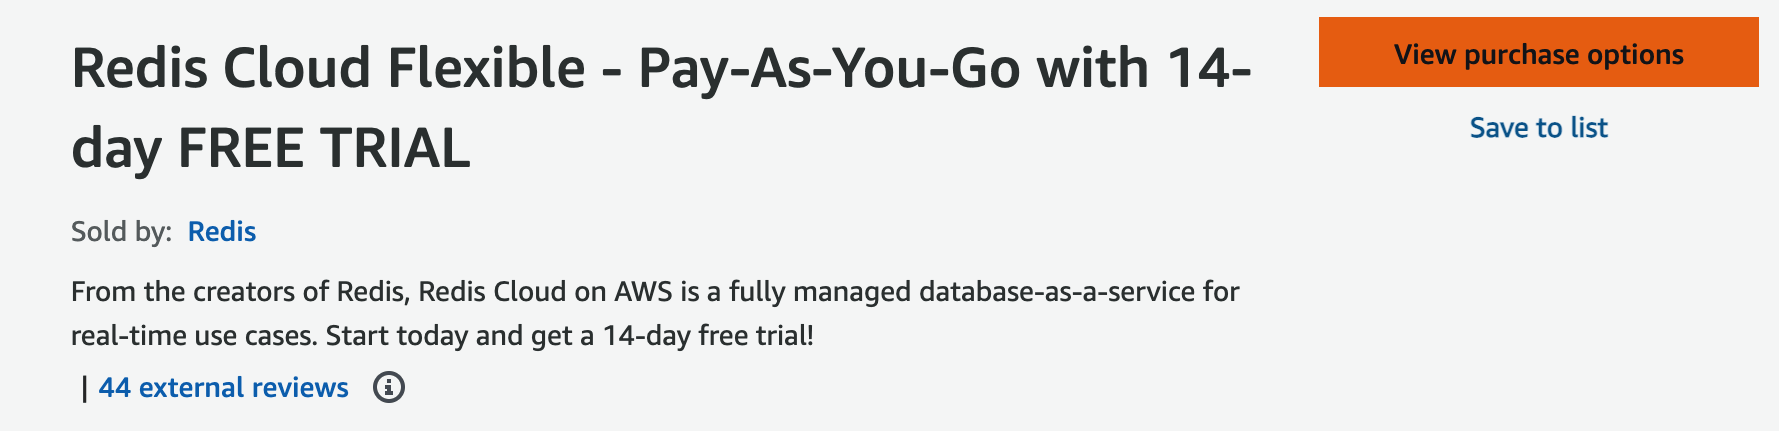 Redis Cloud Flexible - Pay-As-You-Go with 14-
day FREE TRIAL
View purchase options
Save to list
Sold by: Redis
From the creators of Redis, Redis Cloud on AWS is a fully managed database-as-a-service for
real-time use cases. Start today and get a 14-day free trial!
| 44 external reviews